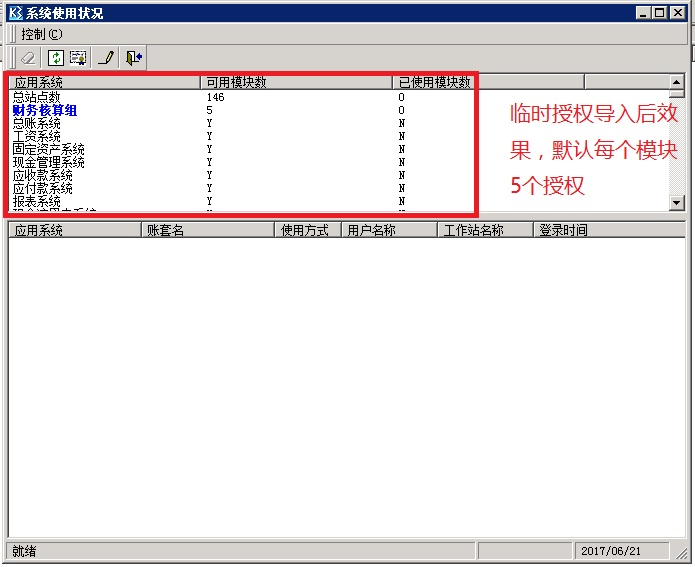 系统使用状况
控制(C)
应用系统 可用模块数 已使用模块数
总站点数 146 0
财务核算组 5 0
总账系统 Y N
工资系统 Y N
固定资产系统 Y N
现金管理系统 Y N
应收款系统 Y N
应付款系统 Y N
报表系统 Y N
临时授权导入后效
果，默认每个模块
5个授权
应用系统 账套名 使用方式 用户名称 工作站名称 登录时间
就绪 2017/06/21